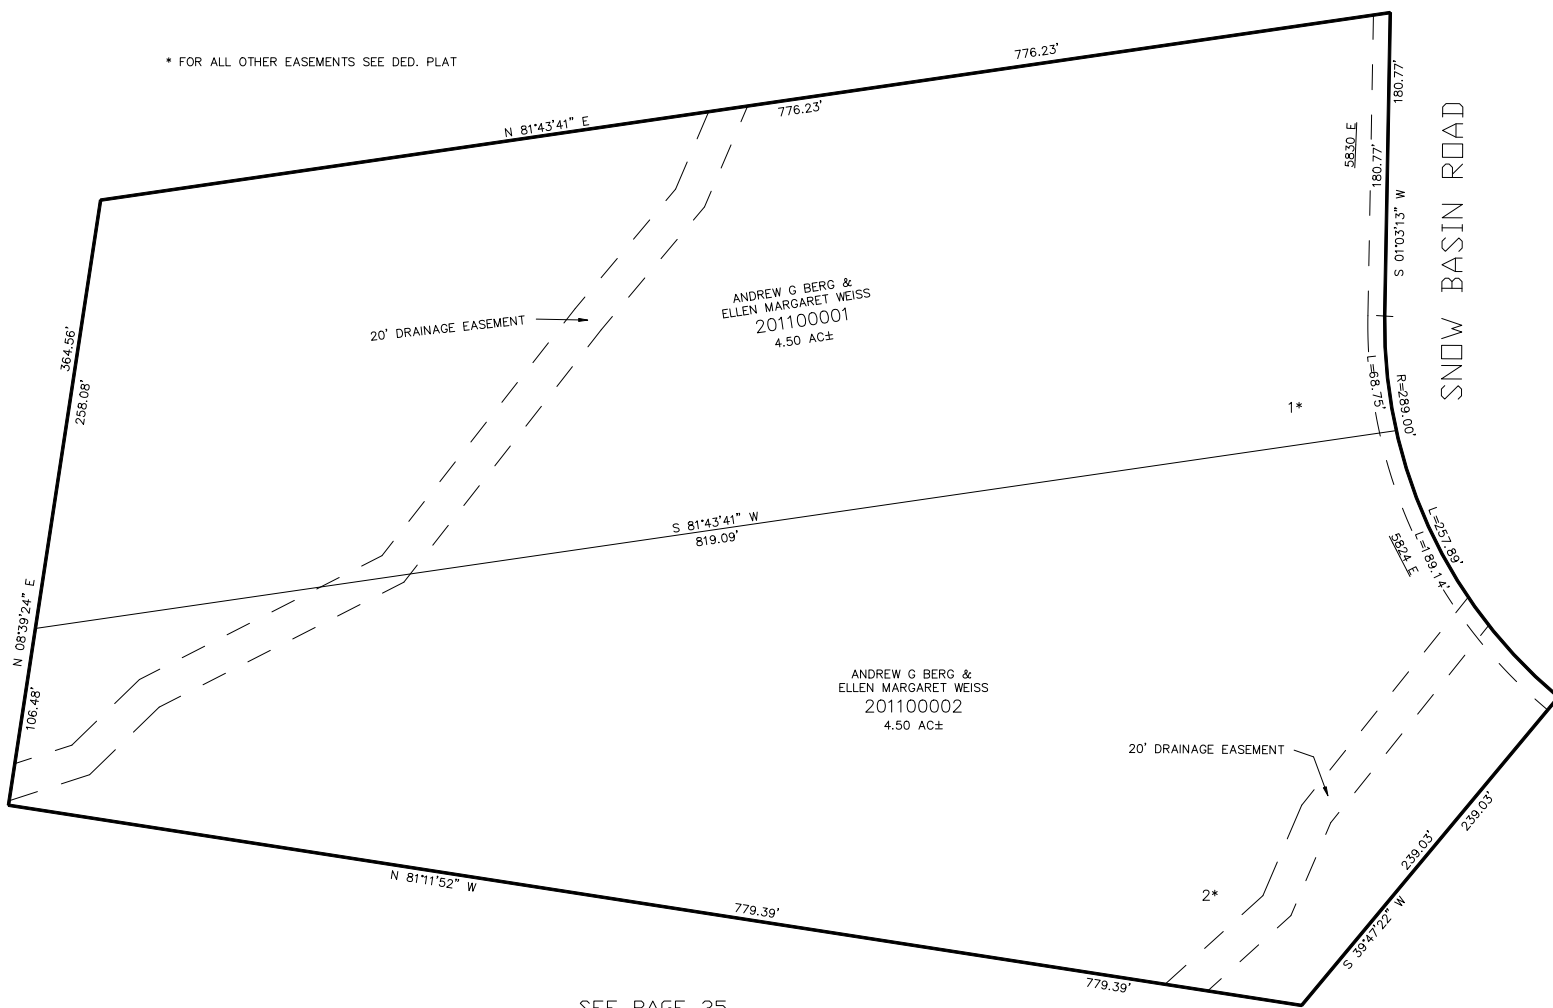 * FOR ALL OTHER EASEMENTS SEE DED. PLAT
N 81°43'41" E
776.23'
776.23'
180.77'
180.77'
5830 E
S 01°03'13" W
SNOW BASIN ROAD
364.56'
258.08'
N 08°39'24" E
106.48'
20' DRAINAGE EASEMENT
ANDREW G BERG &
ELLEN MARGARET WEISS
201100001
4.50 AC±
1*
L=68.75'
R=289.00'
S 81°43'41" W
819.09'
L=257.89'
L=189.14'
5824 E
ANDREW G BERG &
ELLEN MARGARET WEISS
201100002
4.50 AC±
20' DRAINAGE EASEMENT
2*
239.03'
239.03'
S 39°47'22" W
N 81°11'52" W
779.39'
779.39'
SEE PAGE 25